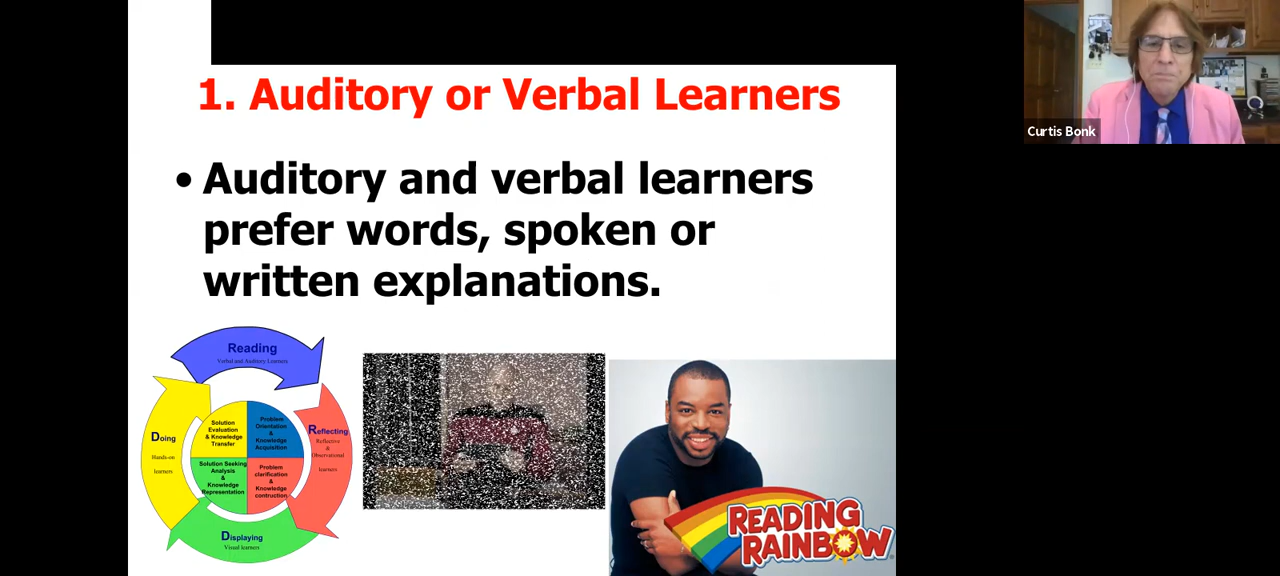 1. Auditory or Verbal Learners
Curtis Bonk
• Auditory and verbal learners
prefer words, spoken or
written explanations.
Reading
Verbal and Auditory Learners
Doing
Hands-on
learners
Solution
Evaluation
& Knowledge
Transfer
Problem
Orientation
&
Knowledge
Acquisition
Reflecting
Reflective
&
Observational
learners
Solution Seeking
Analysis
&
Knowledge
Representation
Problem
clarification
&
Knowledge
contruction
Displaying
Visual learners
READING
RAINBOW